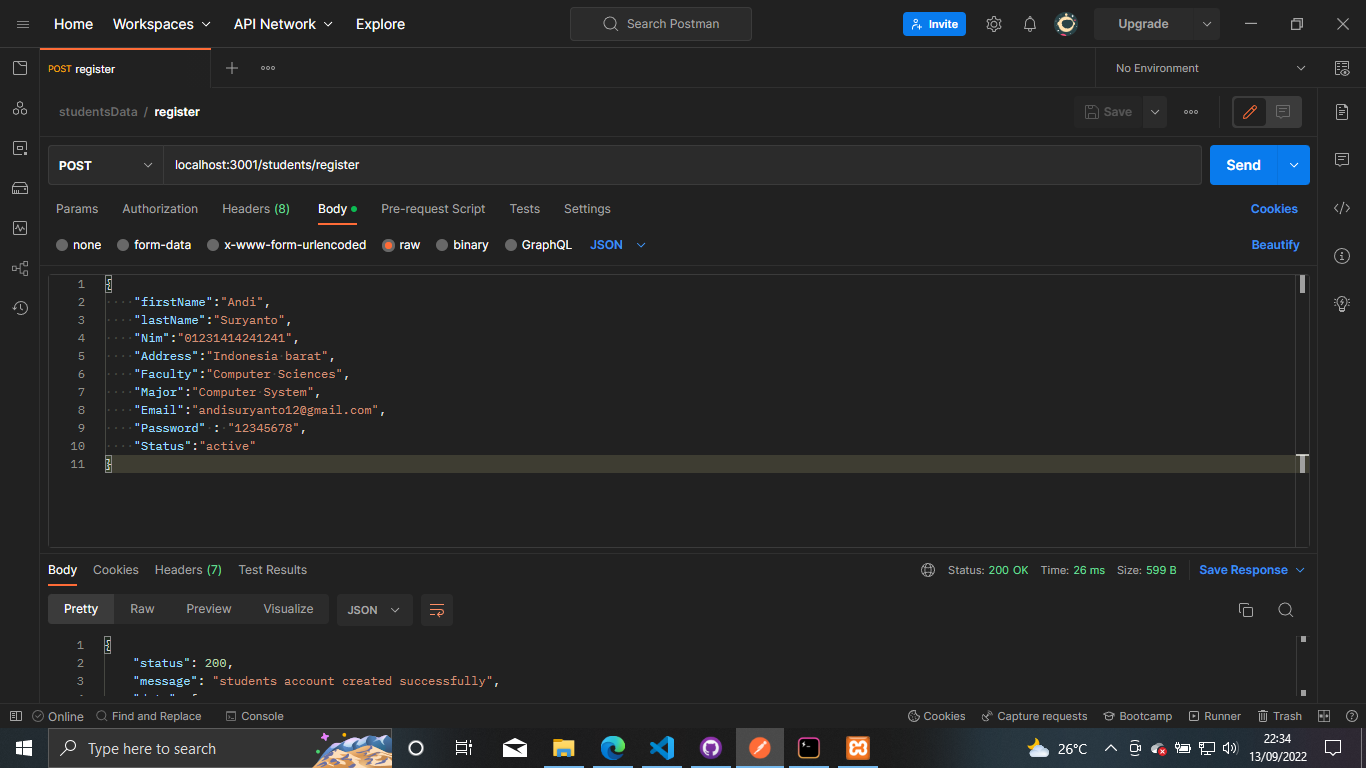 Home Workspaces API Network Explore Search Postman Invite Upgrade
POST register No Environment
studentsData / register Save
POST localhost:3001/students/register Send
Params Authorization Headers (8) Body Pre-request Script Tests Settings Cookies
none form-data x-www-form-urlencoded raw binary GraphQL JSON Beautify
1 {
2 ····"firstName":"Andi",
3 ····"lastName":"Suryanto",
4 ····"Nim":"01231414241241",
5 ····"Address":"Indonesia·barat",
6 ····"Faculty":"Computer·Sciences",
7 ····"Major":"Computer·System",
8 ····"Email":"andisuryanto12@gmail.com",
9 ····"Password"·:·"12345678",
10 ····"Status":"active"
11 }
Body Cookies Headers (7) Test Results Status: 200 OK Time: 26 ms Size: 599 B Save Response
Pretty Raw Preview Visualize JSON
1 {
2 "status": 200,
3 "message": "students account created successfully",
Online Find and Replace Console Cookies Capture requests Bootcamp Runner Trash
Type here to search 26°C 22:34
13/09/2022